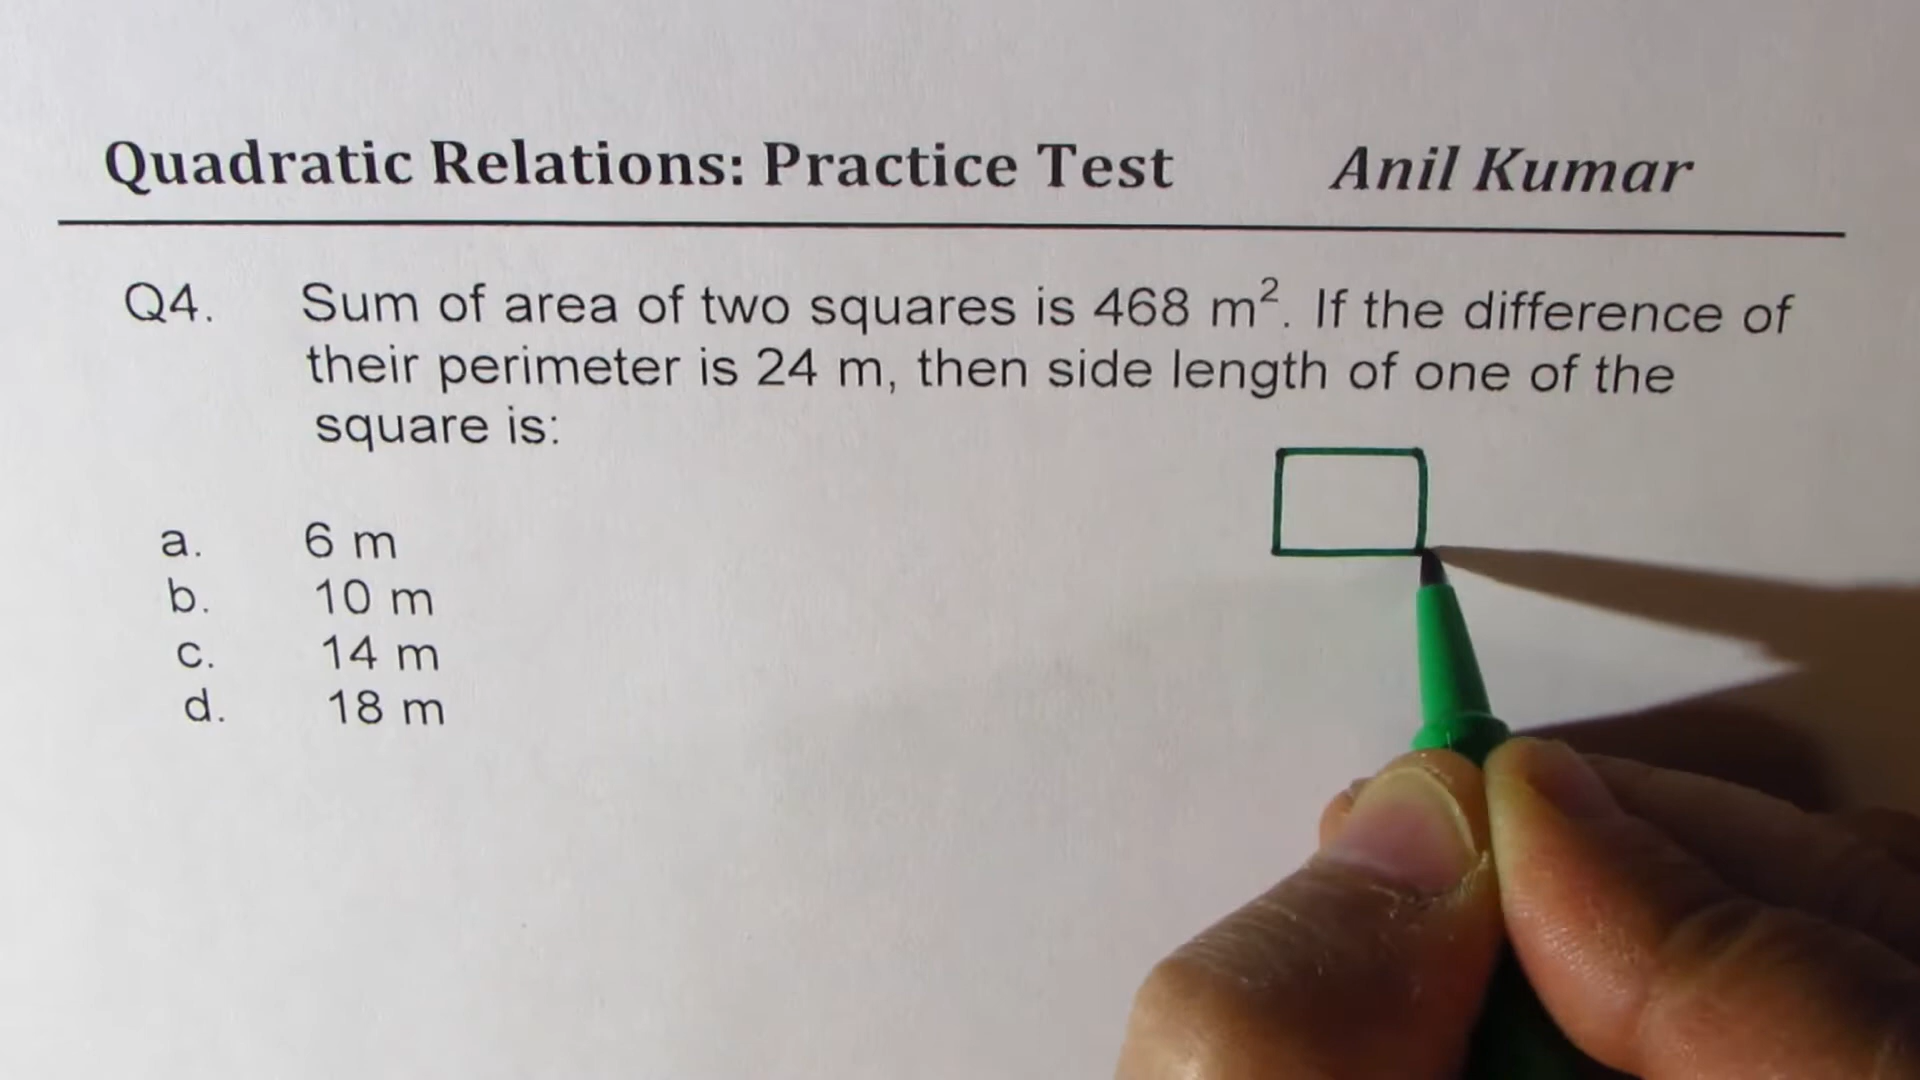 Quadratic Relations: Practice Test Anil Kumar
Q4. Sum of area of two squares is 468 m². If the difference of
their perimeter is 24 m, then side length of one of the
square is:
a. 6 m
b. 10 m
c. 14 m
d. 18 m